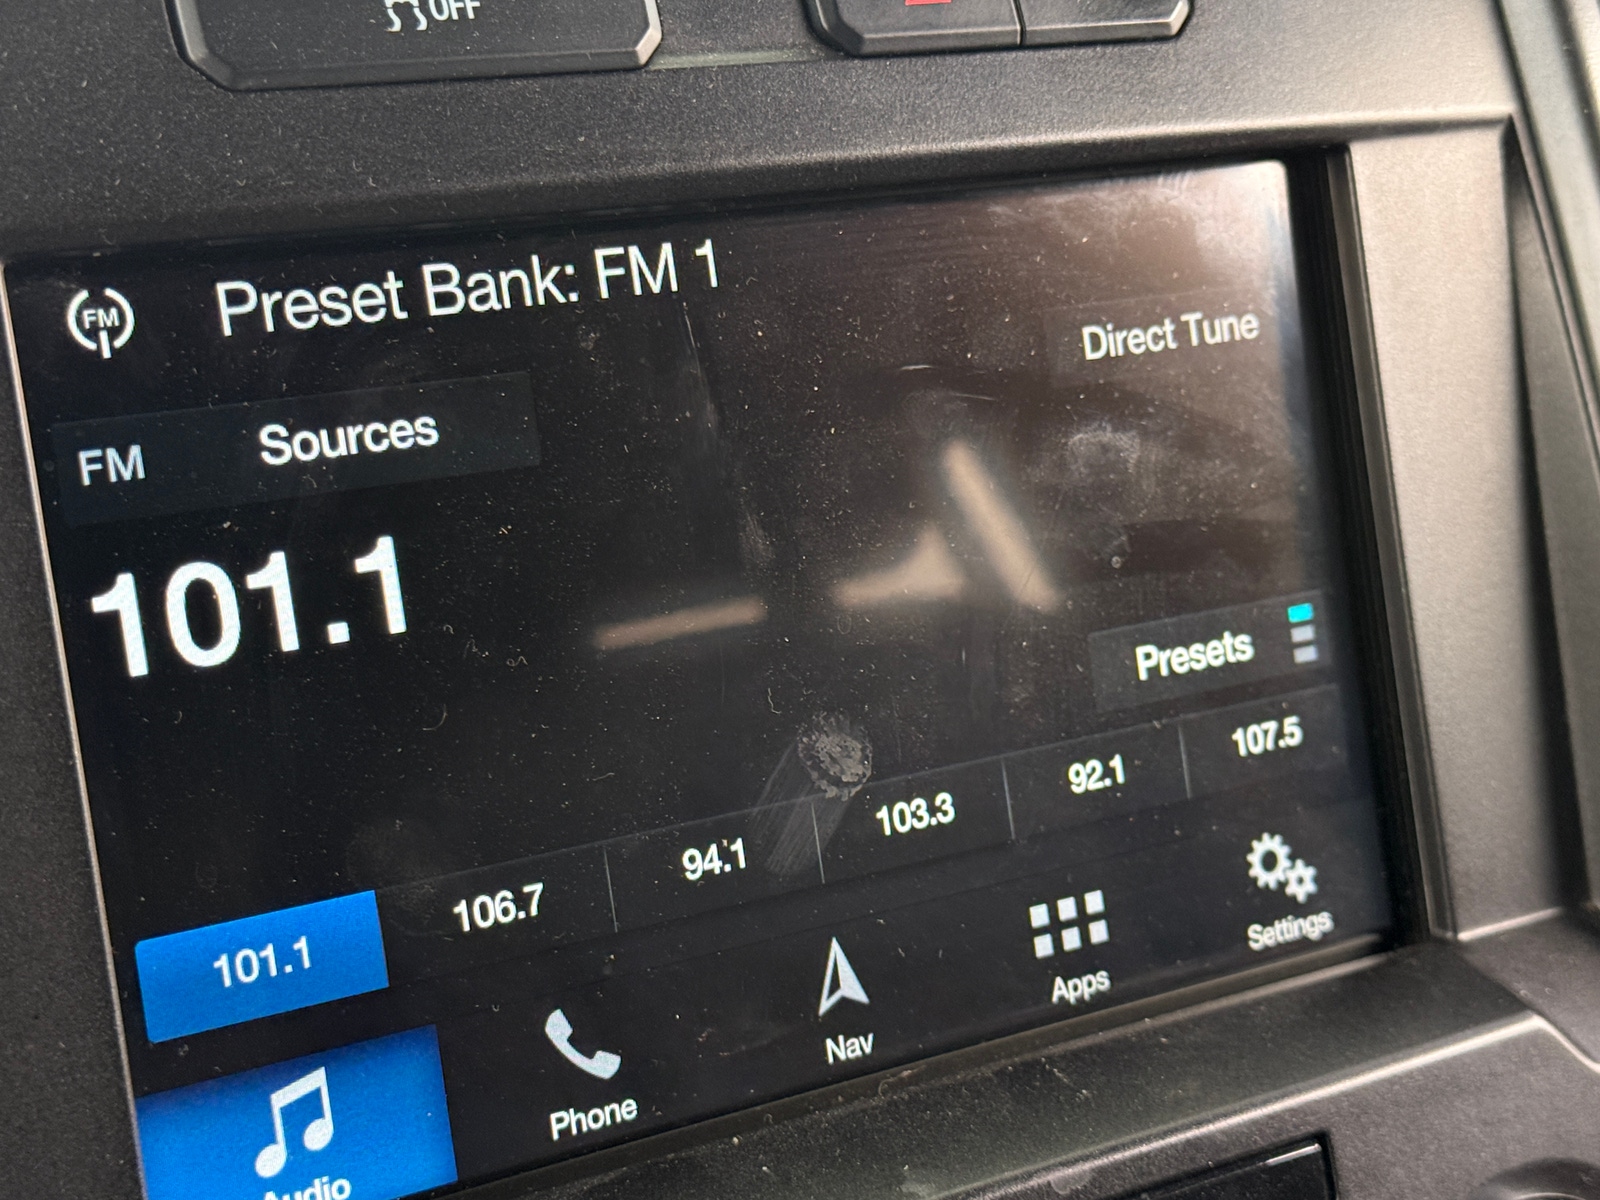 OFF
FM
Preset Bank: FM 1
Direct Tune
FM
Sources
101.1
Presets
101.1
106.7
94.1
103.3
92.1
107.5
Audio
Phone
Nav
Apps
Settings